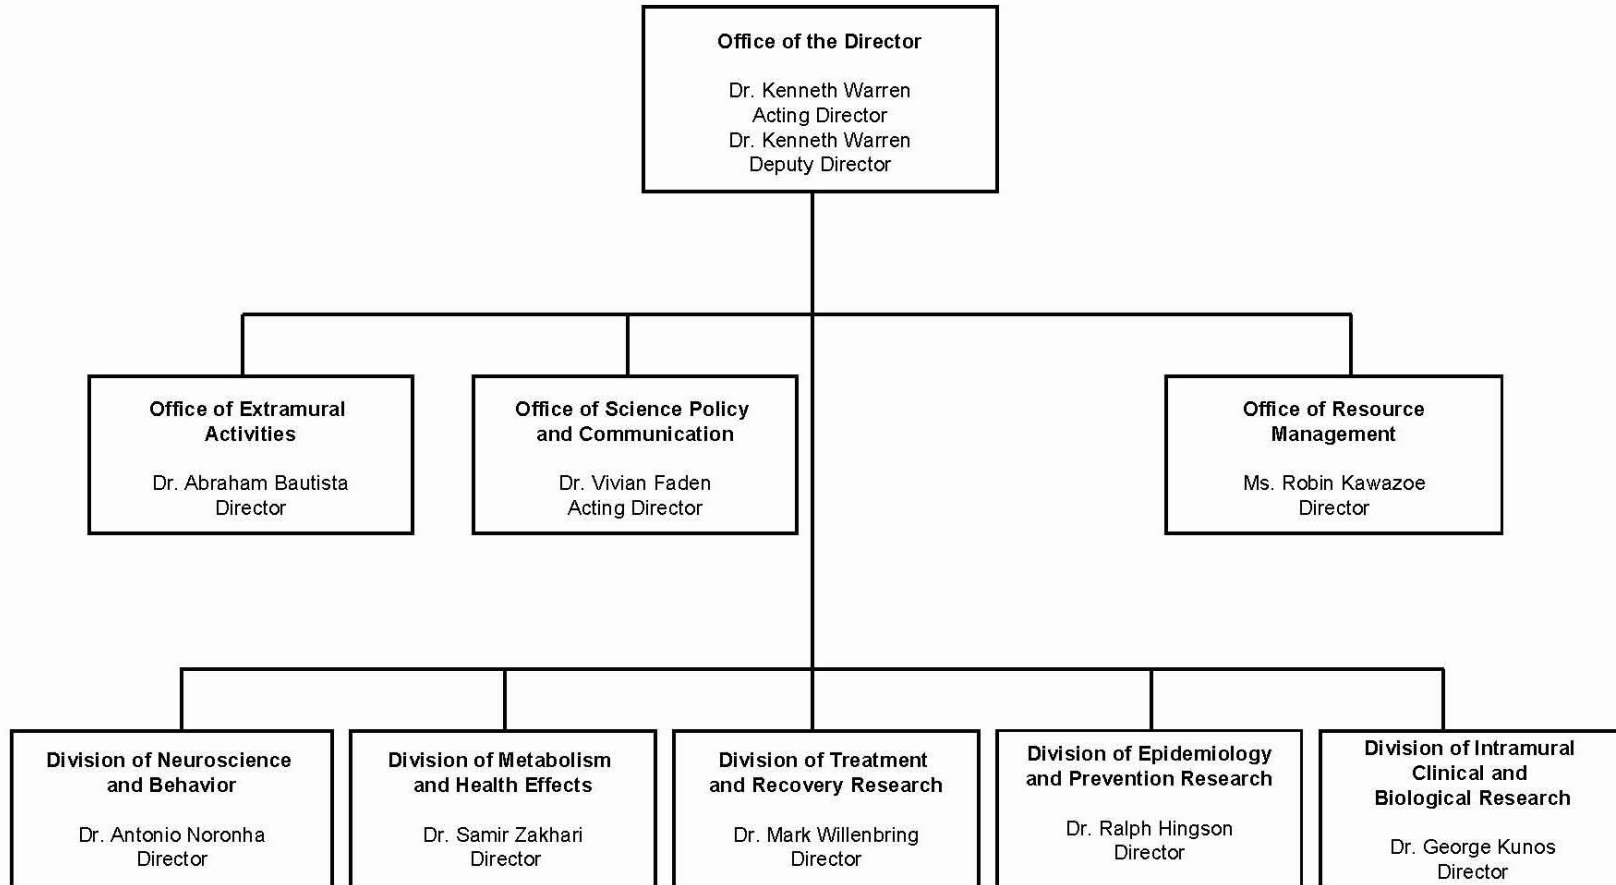 Office of the Director
Dr. Kenneth Warren
Acting Director
Dr. Kenneth Warren
Deputy Director
Office of Extramural
Activities
Dr. Abraham Bautista
Director
Office of Science Policy
and Communication
Dr. Vivian Faden
Acting Director
Office of Resource
Management
Ms. Robin Kawazoe
Director
Division of Neuroscience
and Behavior
Dr. Antonio Noronha
Director
Division of Metabolism
and Health Effects
Dr. Samir Zakhari
Director
Division of Treatment
and Recovery Research
Dr. Mark Willenbring
Director
Division of Epidemiology
and Prevention Research
Dr. Ralph Hingson
Director
Division of Intramural
Clinical and
Biological Research
Dr. George Kunos
Director